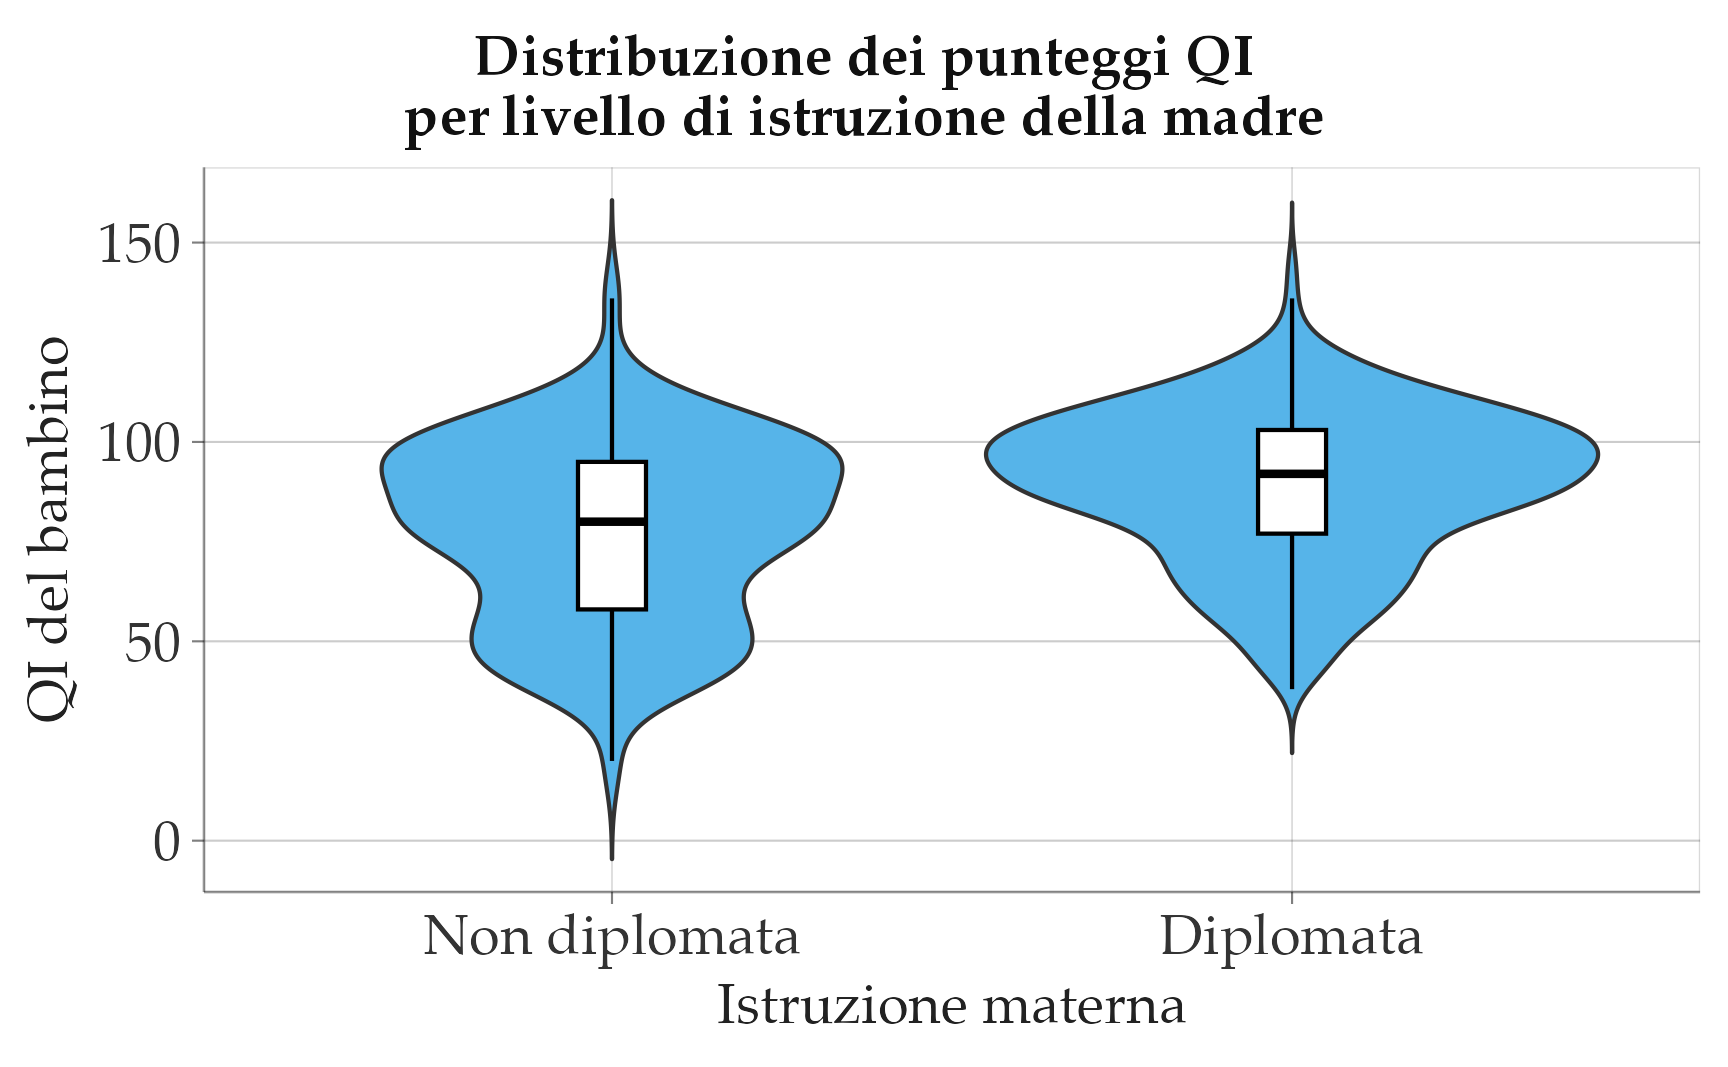 Distribuzione dei punteggi QI
per livello di istruzione della madre
QI del bambino
150
100
50
0
Non diplomata
Diplomata
Istruzione materna